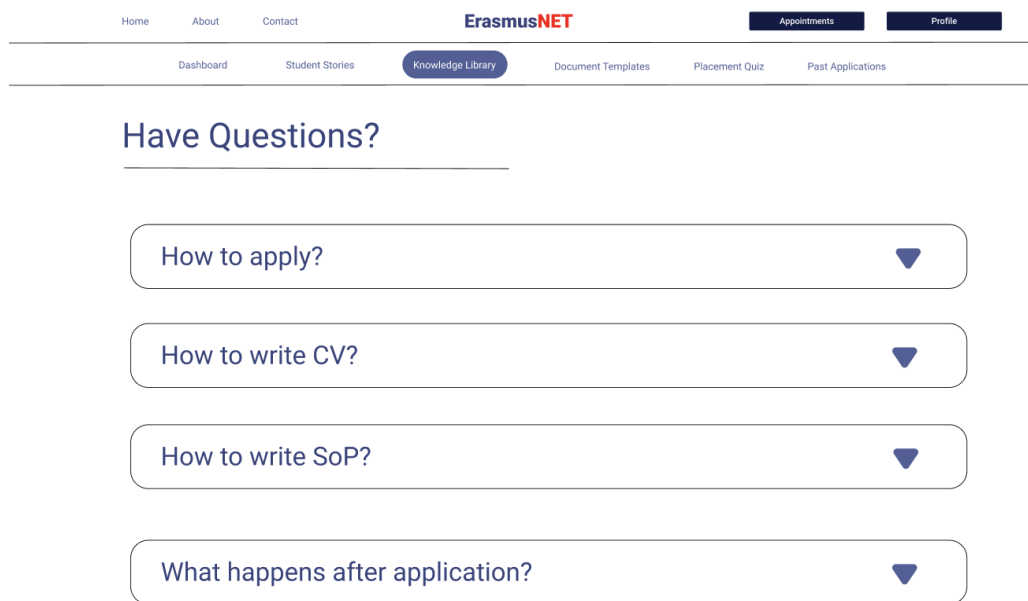 Home About Contact ErasmusNET Appointments Profile
Dashboard Student Stories Knowledge Library Document Templates Placement Quiz Past Applications
Have Questions?
How to apply?
How to write CV?
How to write SoP?
What happens after application?